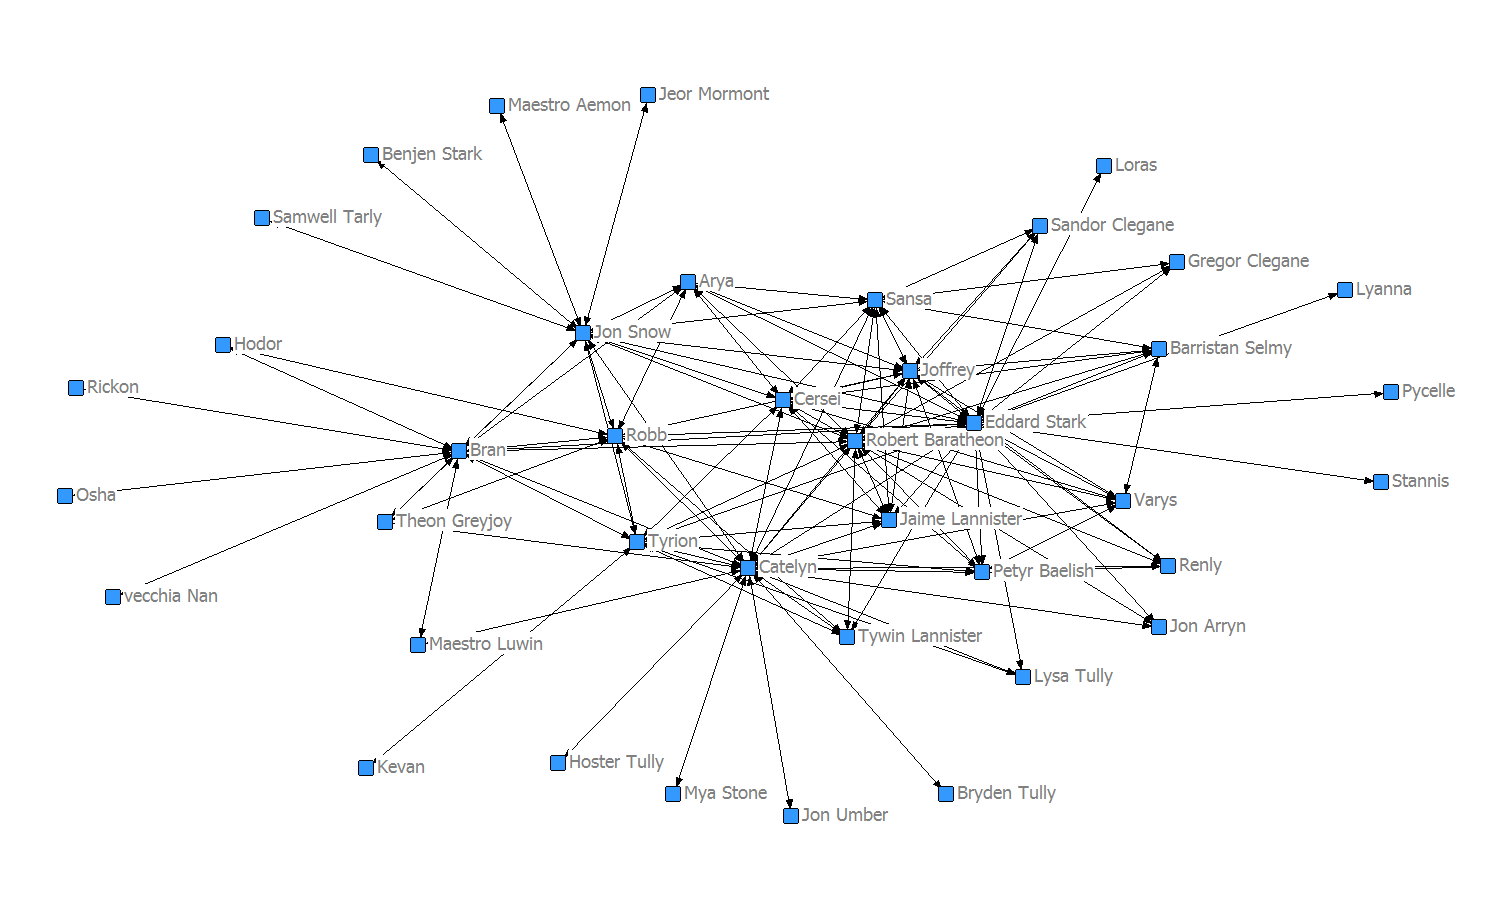 Jeor Mormont
Maestro Aemon
Benjen Stark
Loras
Samwell Tarly
Sandor Clegane
Gregor Clegane
Arya
Lyanna
Sansa
Jon Snow
Hodor
Barristan Selmy
Joffrey
Rickon
Pycelle
Cersei
Eddard Stark
Robb
Robert Baratheon
Bran
Stannis
Osha
Varys
Theon Greyjoy
Jaime Lannister
Tyrion
Renly
Catelyn
Petyr Baelish
vecchia Nan
Jon Arryn
Tywin Lannister
Maestro Luwin
Lysa Tully
Hoster Tully
Kevan
Mya Stone
Bryden Tully
Jon Umber